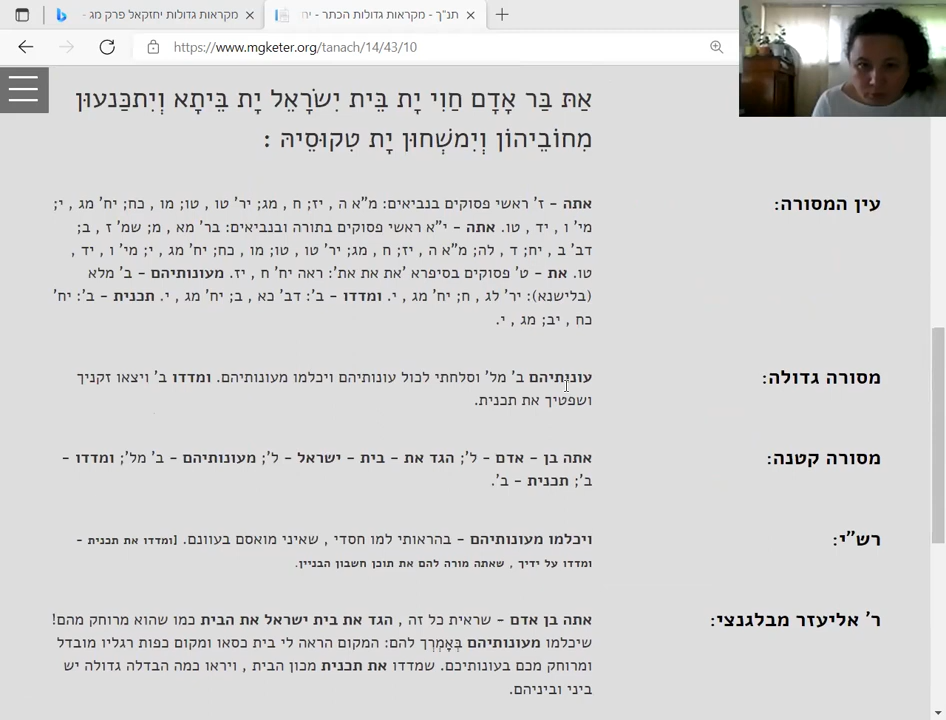 מקראות גדולות יחזקאל פרק מג -
תנ"ך - מקראות גדולות הכתר - יח
https://www.mgketer.org/tanach/14/43/10
אַתְּ בַּר אָדָם חַוִי יָת בֵּית יִשׂרָאֵל יָת בֵּיתָא וְיִתכַּנעוּן
מִחוֹבֵיהוֹן וְיִמשְׁחוּן יָת טִקוּסֵיהּ :
עין המסורה:
אתה - ז' ראשי פסוקים בנביאים: מ"א ה , יז; ח , מג; יר' טו , טו; מו , כח; יח' מג , י;
מי' ו , יד , טו. אתה - י"א ראשי פסוקים בתורה ובנביאים: בר' מא , מ; שמ' ז , ב;
דב' ב , יח; ד , לה; מ"א ה , יז; ח , מג; יר' טו , טו; מו , כח; יח' מג , י; מי' ו , יד ,
טו. את - ט' פסוקים בסיפרא 'את את את': ראה יח' ח , יז. מעונותיהם - ב' מלא
(בלישנא): יר' לג , ח; יח' מג , י. ומדדו - ב': דב' כא , ב; יח' מג , י. תכנית - ב': יח'
כח , יב; מג , י.
מסורה גדולה:
עונותיהם ב' מל' וסלחתי לכול עונותיהם ויכלמו מעונותיהם. ומדדו ב' ויצאו זקניך
ושפטיך את תכנית.
מסורה קטנה:
אתה בן - אדם - ל'; הגד את - בית - ישראל - ל'; מעונותיהם - ב' מל'; ומדדו -
ב'; תכנית - ב'.
רש"י:
ויכלמו מעונותיהם - בהראותי למו חסדי , שאיני מואסם בעוונם. [ומדדו את תכנית -
ומדדו על ידיך , שאתה מורה להם את תוכן חשבון הבניין.
ר' אליעזר מבלגנצי:
אתה בן אדם - שראית כל זה , הגד את בית ישראל את הבית כמו שהוא מרוחק מהם!
שיכלמו מעונותיהם בְּאָמְרְךָ להם: המקום הראה לי בית כסאו ומקום כפות רגליו מובדל
ומרוחק מכם בעונותיכם. שמדדו את תכנית מכון הבית , ויראו כמה הבדלה גדולה יש
ביני וביניהם.